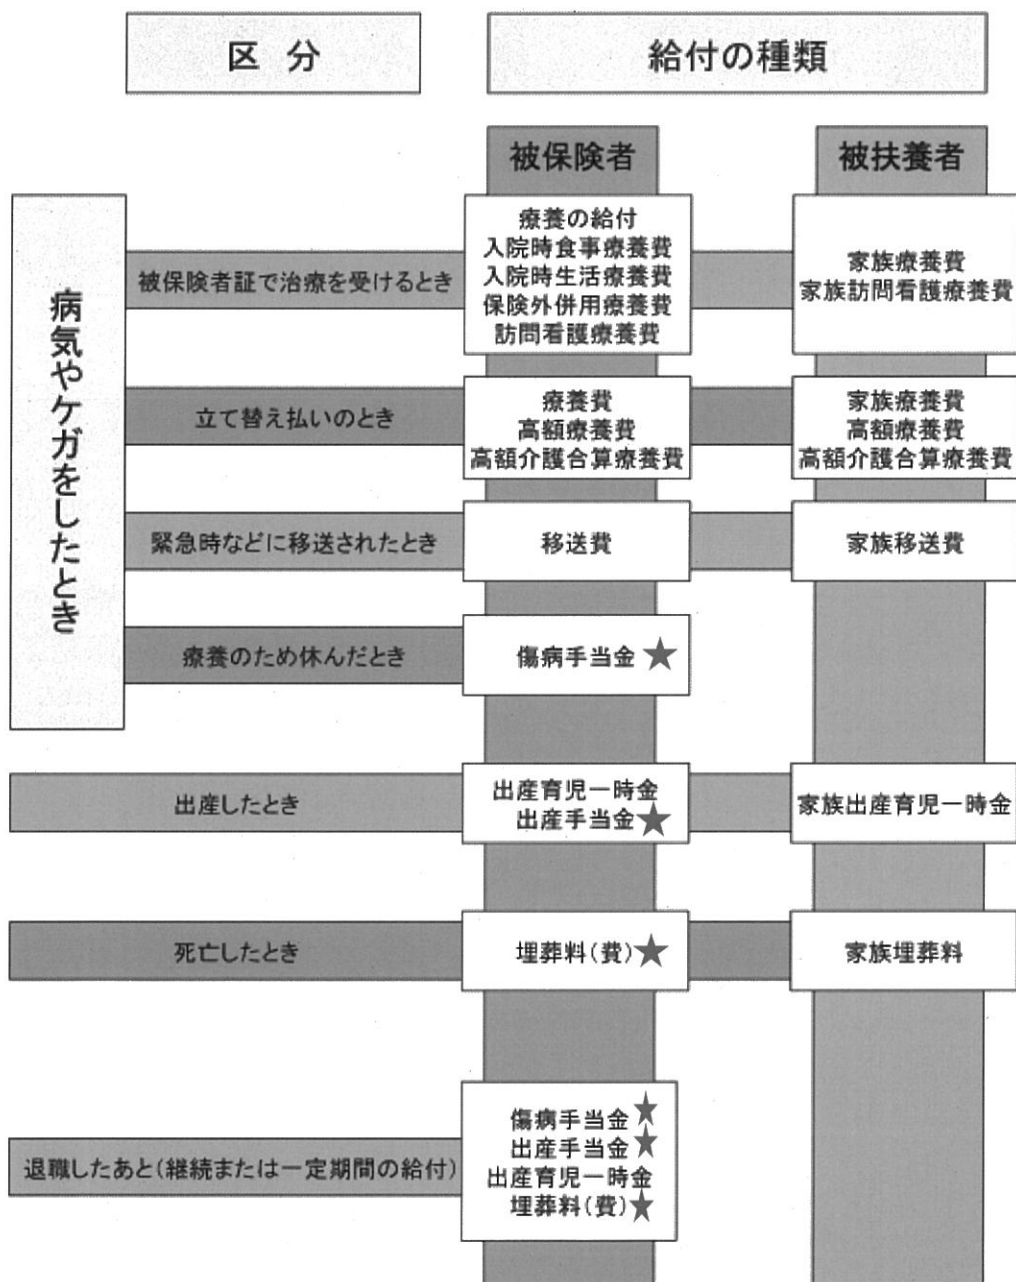 区 分
給付の種類
被保険者
被扶養者
病気やケガをしたとき
被保険者証で治療を受けるとき
療養の給付
入院時食事療養費
入院時生活療養費
保険外併用療養費
訪問看護療養費
家族療養費
家族訪問看護療養費
立て替え払いのとき
療養費
高額療養費
高額介護合算療養費
家族療養費
高額療養費
高額介護合算療養費
緊急時などに移送されたとき
移送費
家族移送費
療養のため休んだとき
傷病手当金★
出産したとき
出産育児一時金
出産手当金★
家族出産育児一時金
死亡したとき
埋葬料(費)★
家族埋葬料
退職したあと(継続または一定期間の給付)
傷病手当金★
出産手当金★
出産育児一時金
埋葬料(費)★